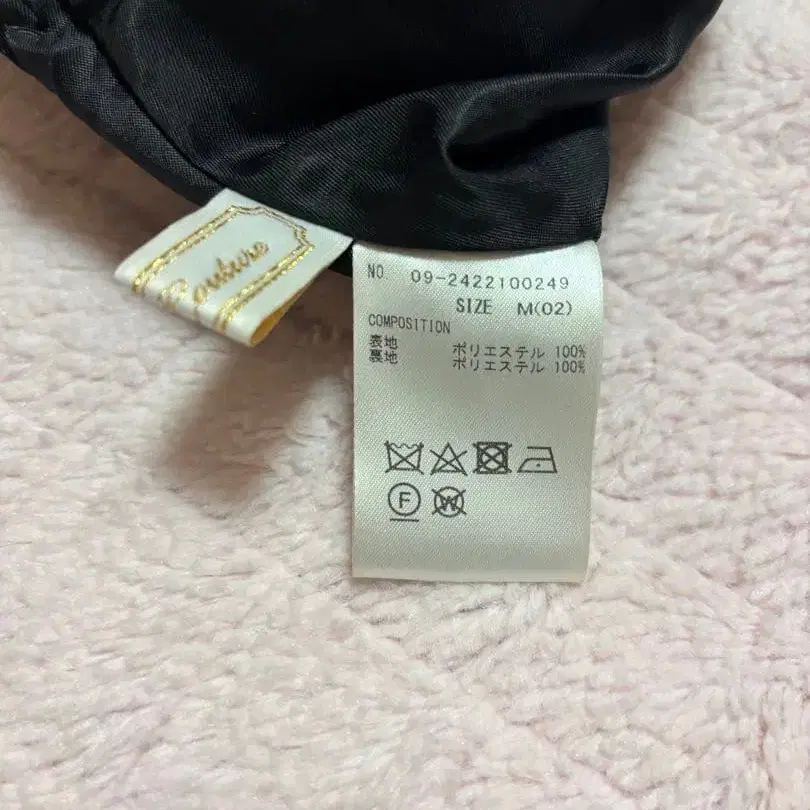 Couture
NO 09-2422100249
SIZE M(02)
COMPOSITION
表地 ポリエステル 100%
裏地 ポリエステル 100%
F
W